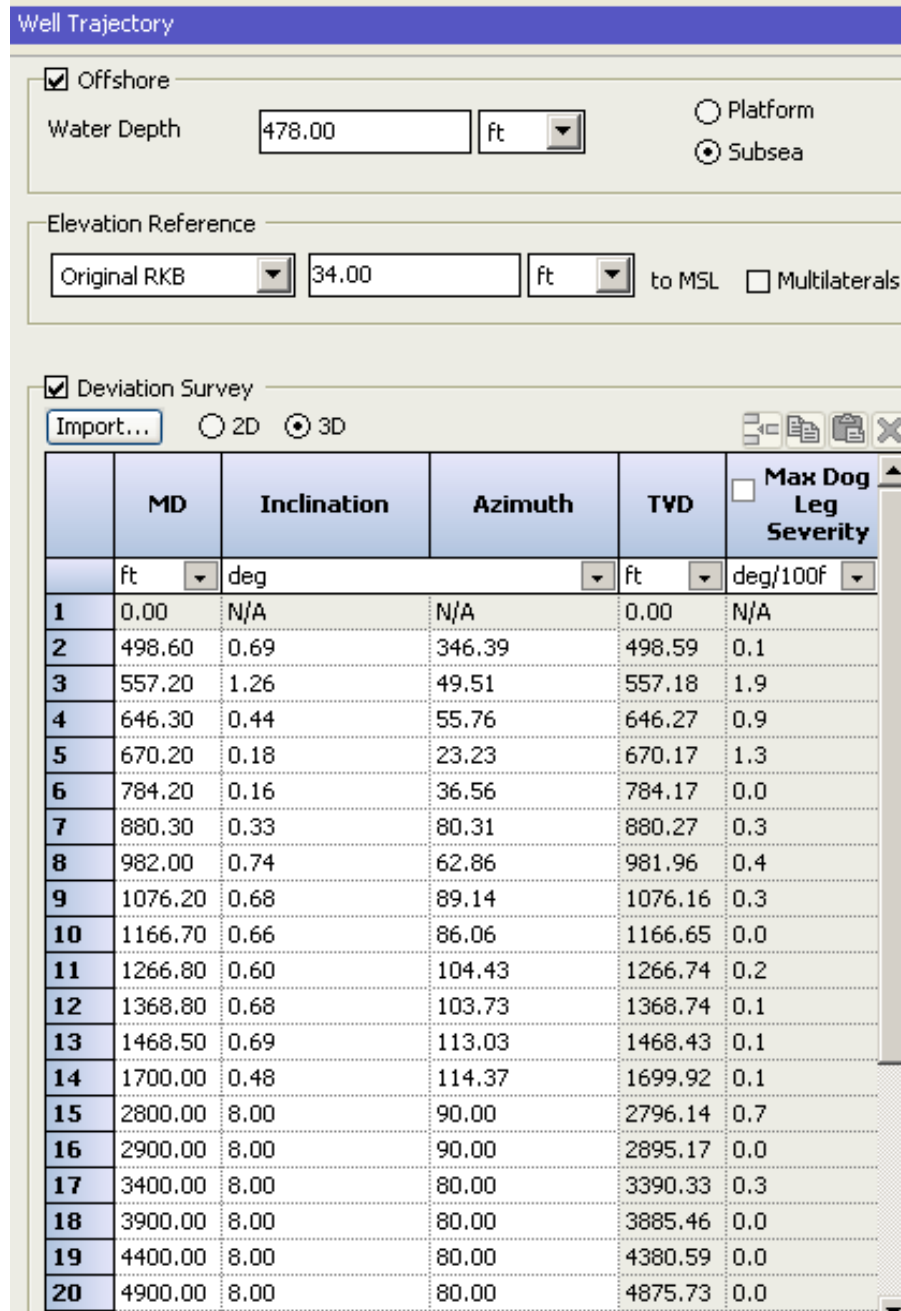 Well Trajectory
Offshore
Water Depth 478.00 ft Platform
Subsea
Elevation Reference
Original RKB 34.00 ft to MSL Multilaterals
Deviation Survey
Import... 2D 3D
MD Inclination Azimuth TVD Max Dog Leg Severity
ft deg ft deg/100f
1 0.00 N/A N/A 0.00 N/A
2 498.60 0.69 346.39 498.59 0.1
3 557.20 1.26 49.51 557.18 1.9
4 646.30 0.44 55.76 646.27 0.9
5 670.20 0.18 23.23 670.17 1.3
6 784.20 0.16 36.56 784.17 0.0
7 880.30 0.33 80.31 880.27 0.3
8 982.00 0.74 62.86 981.96 0.4
9 1076.20 0.68 89.14 1076.16 0.3
10 1166.70 0.66 86.06 1166.65 0.0
11 1266.80 0.60 104.43 1266.74 0.2
12 1368.80 0.68 103.73 1368.74 0.1
13 1468.50 0.69 113.03 1468.43 0.1
14 1700.00 0.48 114.37 1699.92 0.1
15 2800.00 8.00 90.00 2796.14 0.7
16 2900.00 8.00 90.00 2895.17 0.0
17 3400.00 8.00 80.00 3390.33 0.3
18 3900.00 8.00 80.00 3885.46 0.0
19 4400.00 8.00 80.00 4380.59 0.0
20 4900.00 8.00 80.00 4875.73 0.0